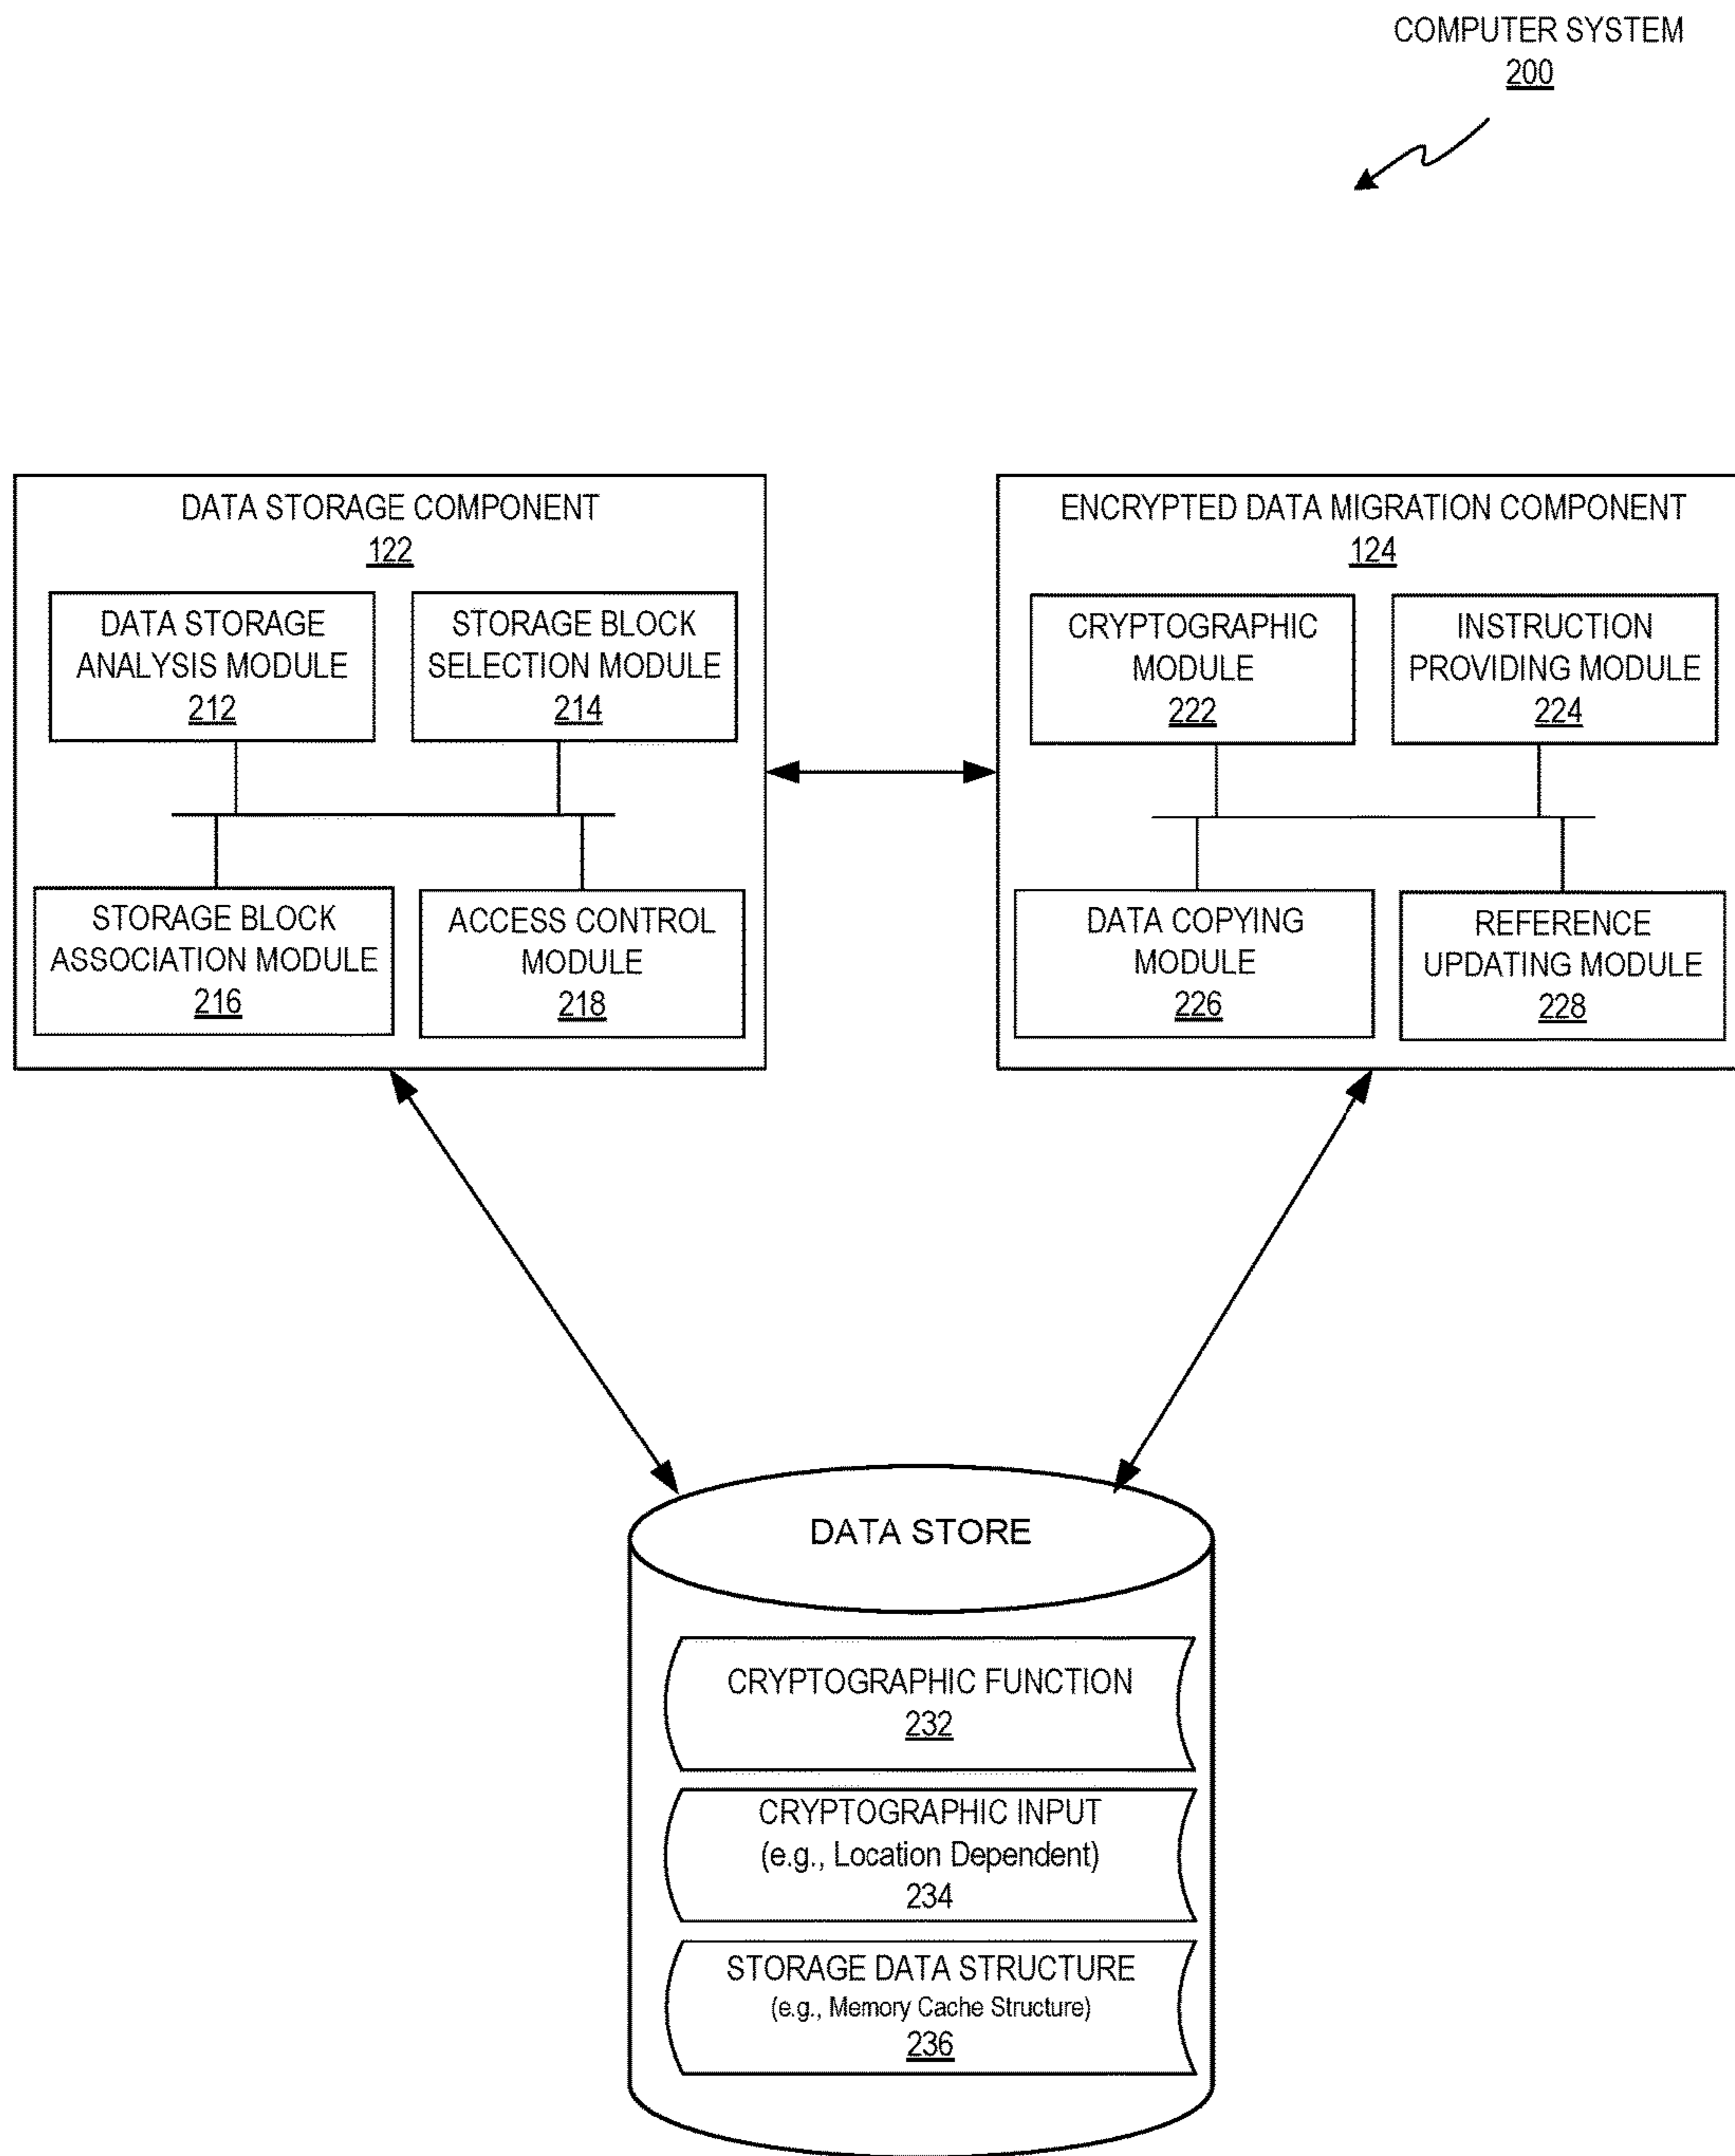 COMPUTER SYSTEM
200
DATA STORAGE COMPONENT
122
DATA STORAGE
ANALYSIS MODULE
212
STORAGE BLOCK
SELECTION MODULE
214
STORAGE BLOCK
ASSOCIATION MODULE
216
ACCESS CONTROL
MODULE
218
ENCRYPTED DATA MIGRATION COMPONENT
124
CRYPTOGRAPHIC
MODULE
222
INSTRUCTION
PROVIDING MODULE
224
DATA COPYING
MODULE
226
REFERENCE
UPDATING MODULE
228
DATA STORE
CRYPTOGRAPHIC FUNCTION
232
CRYPTOGRAPHIC INPUT
(e.g., Location Dependent)
234
STORAGE DATA STRUCTURE
(e.g., Memory Cache Structure)
236